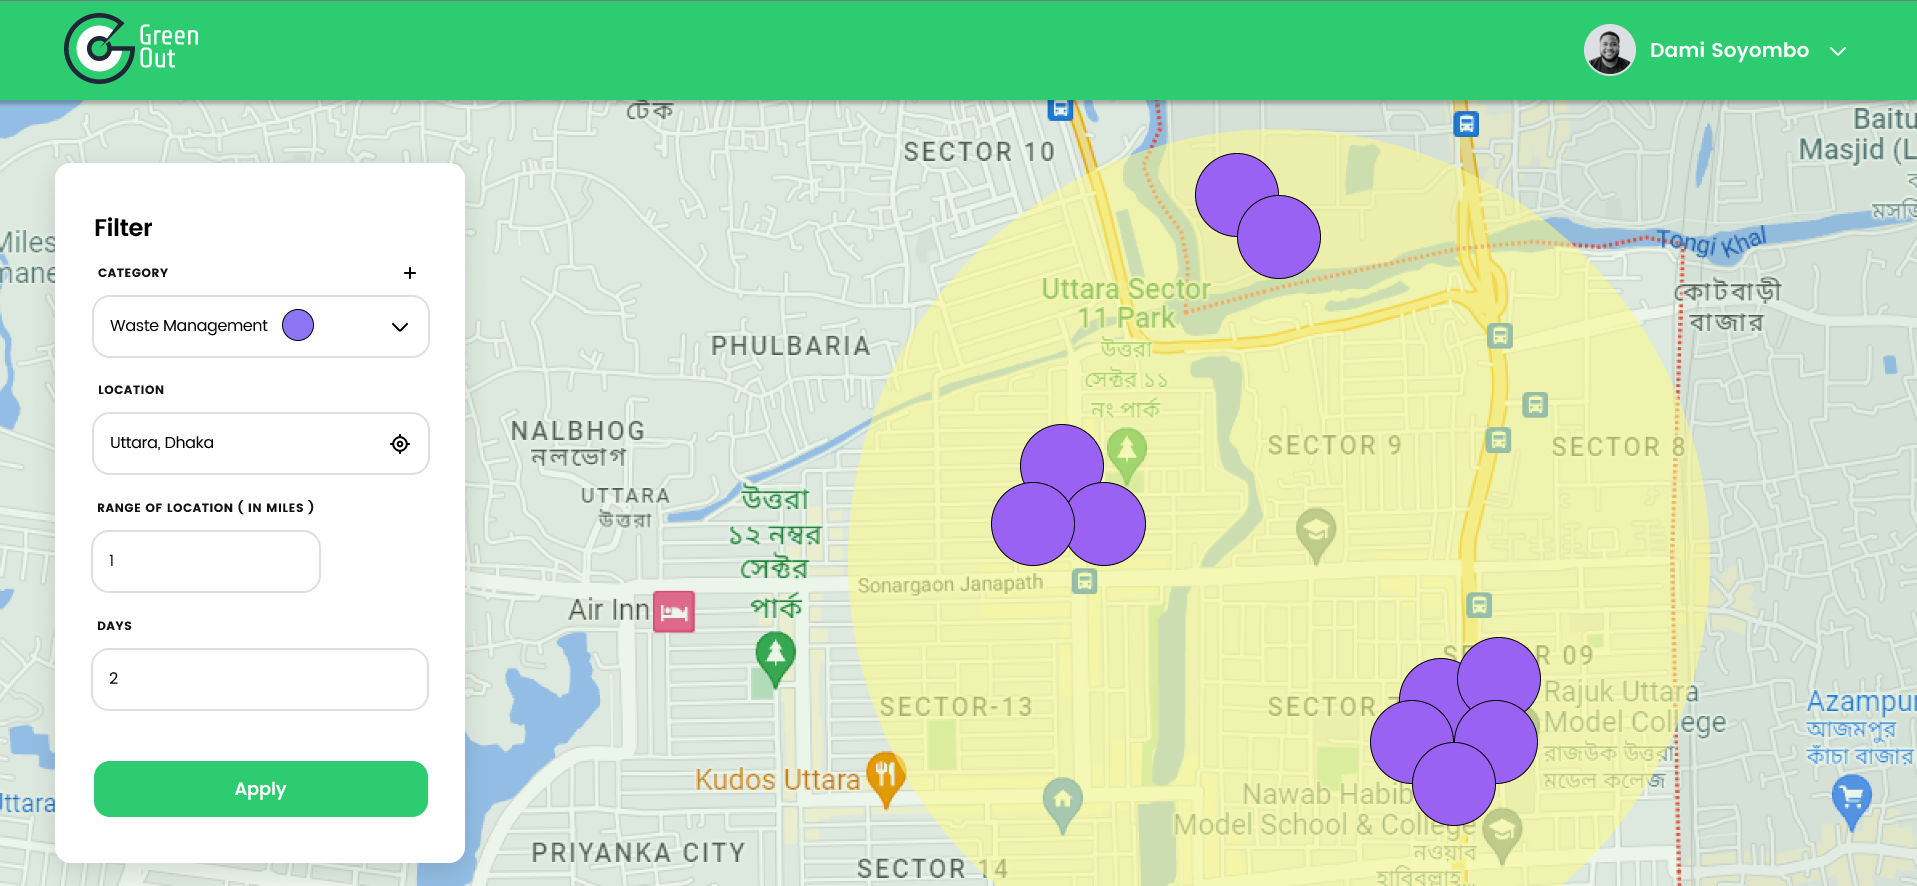 Green
Out
Dami Soyombo
Filter
CATEGORY
Waste Management
LOCATION
Uttara, Dhaka
RANGE OF LOCATION ( IN MILES )
1
DAYS
2
Apply
টেক
SECTOR 10
Baitu
Masjid (L
মসজি
Miles
mane
Tongi Khal
Uttara Sector
11 Park
উত্তরা
সেক্টর ১১
নং পার্ক
কোটবাড়ী
বাজার
PHULBARIA
NALBHOG
নলভোগ
SECTOR 9
SECTOR 8
UTTARA
উত্তরা
উত্তরা
১২ নম্বর
সেক্টর
পার্ক
Sonargaon Janapath
Air Inn
SECTOR-13
SECTOR 7
R 09
Rajuk Uttara
Model College
রাজউক উত্তরা
মডেল কলেজ
Azampur
আজমপুর
কাঁচা বাজার
Kudos Uttara
Uttara
Nawab Habib
Model School & College
নওয়াব
হাবিবুল্লাহ...
PRIYANKA CITY
SECTOR 14